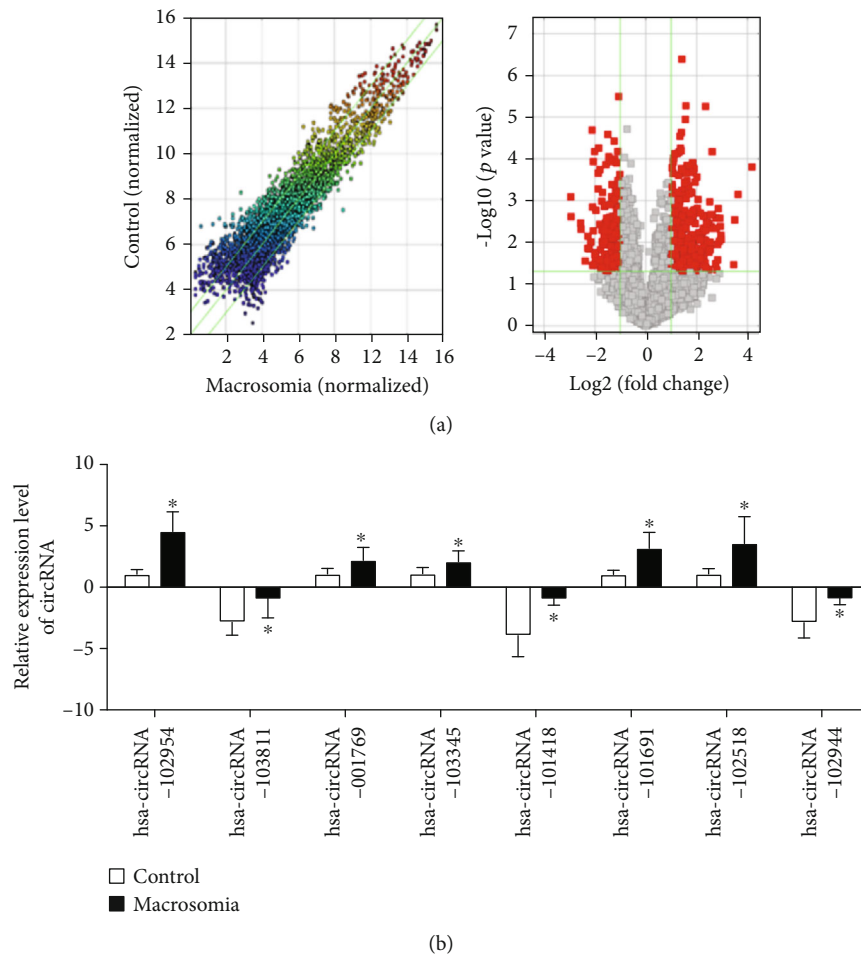 16
14
12
10
8
6
4
2
Control (normalized)
2 4 6 8 10 12 14 16
Macrosomia (normalized)
7
6
5
4
3
2
1
0
-Log10 (p value)
−4 −2 0 2 4
Log2 (fold change)
(a)
10
5
0
−5
−10
Relative expression level
of circRNA
* * * * * * * *
hsa-circRNA
−102954
hsa-circRNA
−103811
hsa-circRNA
−001769
hsa-circRNA
−103345
hsa-circRNA
−101418
hsa-circRNA
−101691
hsa-circRNA
−102518
hsa-circRNA
−102944
Control
Macrosomia
(b)